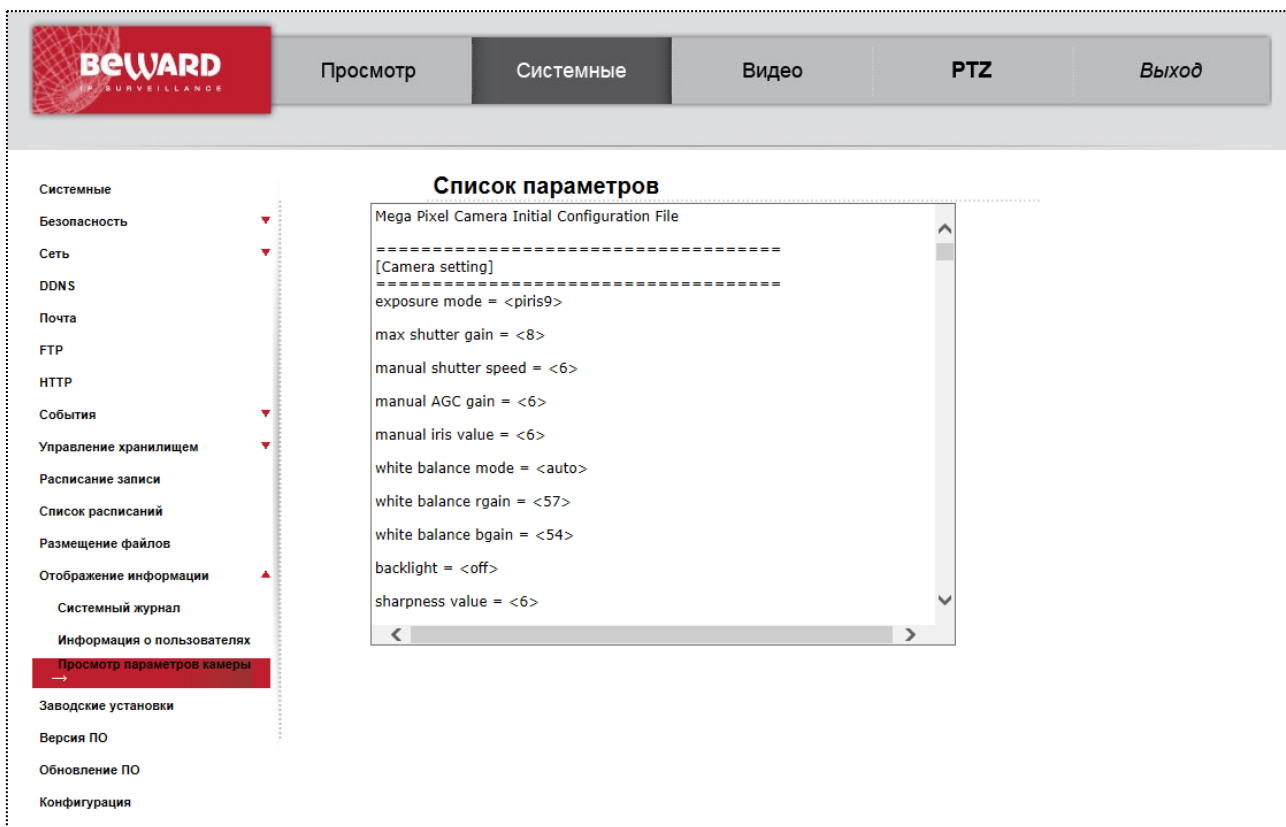 BEWARD
IP SURVEILLANCE
Просмотр
Системные
Видео
PTZ
Выход
Системные
Безопасность
Сеть
DDNS
Почта
FTP
HTTP
События
Управление хранилищем
Расписание записи
Список расписаний
Размещение файлов
Отображение информации
Системный журнал
Информация о пользователях
Просмотр параметров камеры
→
Заводские установки
Версия ПО
Обновление ПО
Конфигурация
Список параметров
Mega Pixel Camera Initial Configuration File
====================================
[Camera setting]
====================================
exposure mode = <piris9>
max shutter gain = <8>
manual shutter speed = <6>
manual AGC gain = <6>
manual iris value = <6>
white balance mode = <auto>
white balance rgain = <57>
white balance bgain = <54>
backlight = <off>
sharpness value = <6>